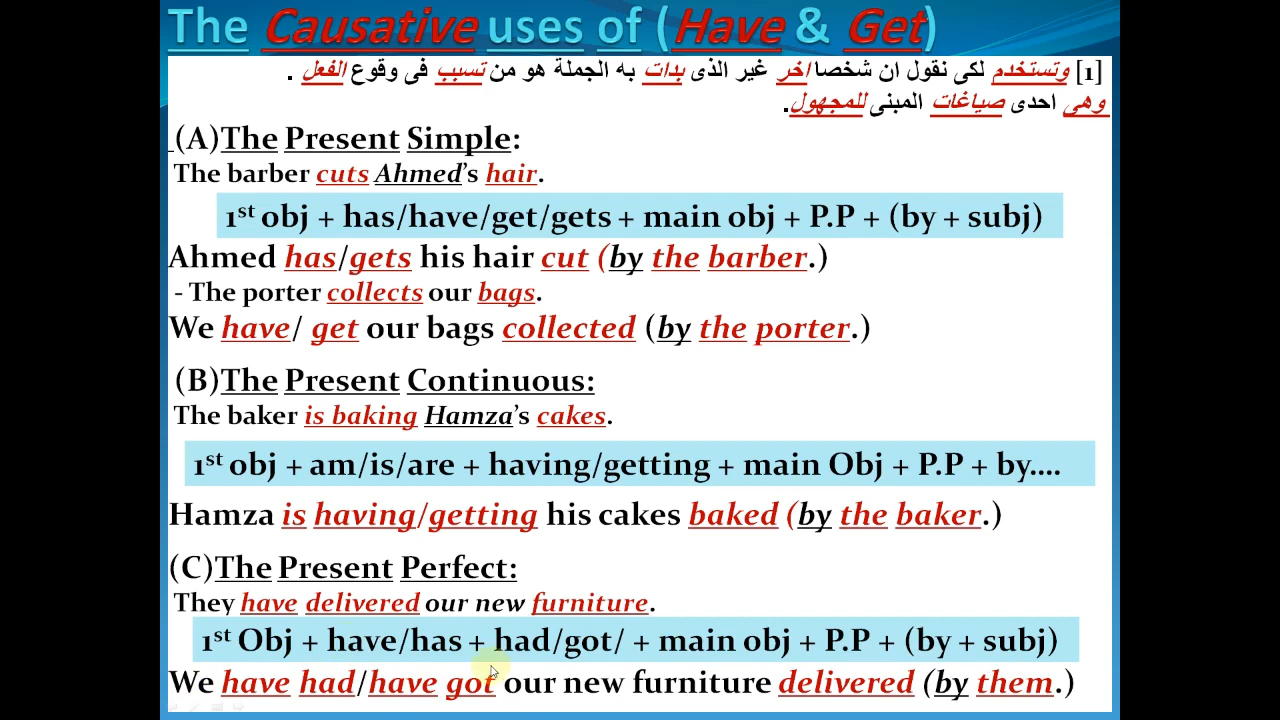 The Causative uses of (Have & Get)
[1] وتستخدم لكى نقول ان شخصا اخر غير الذى بدات به الجملة هو من تسبب فى وقوع الفعل .
وهى احدى صياغات المبنى للمجهول.
(A)The Present Simple:
The barber cuts Ahmed's hair.
1st obj + has/have/get/gets + main obj + P.P + (by + subj)
Ahmed has/gets his hair cut (by the barber.)
- The porter collects our bags.
We have/ get our bags collected (by the porter.)
(B)The Present Continuous:
The baker is baking Hamza's cakes.
1st obj + am/is/are + having/getting + main Obj + P.P + by....
Hamza is having/getting his cakes baked (by the baker.)
(C)The Present Perfect:
They have delivered our new furniture.
1st Obj + have/has + had/got/ + main obj + P.P + (by + subj)
We have had/have got our new furniture delivered (by them.)